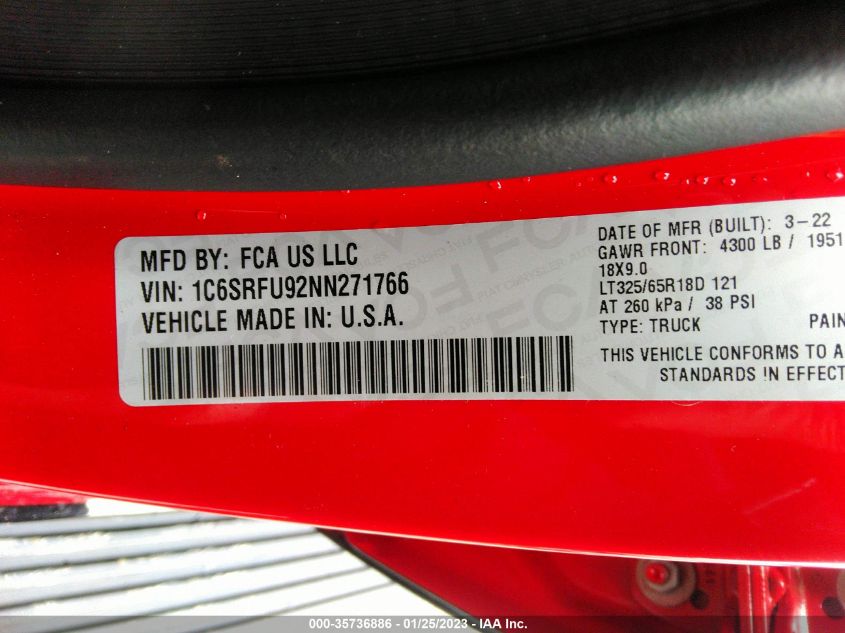 MFD BY: FCA US LLC
VIN: 1C6SRFU92NN271766
VEHICLE MADE IN: U.S.A.
DATE OF MFR (BUILT): 3-22
GAWR FRONT: 4300 LB / 1951
18X9.0
LT325/65R18D 121
AT 260 kPa / 38 PSI
TYPE: TRUCK PAIN
THIS VEHICLE CONFORMS TO A
STANDARDS IN EFFECT
000-35736886 - 01/25/2023 - IAA Inc.